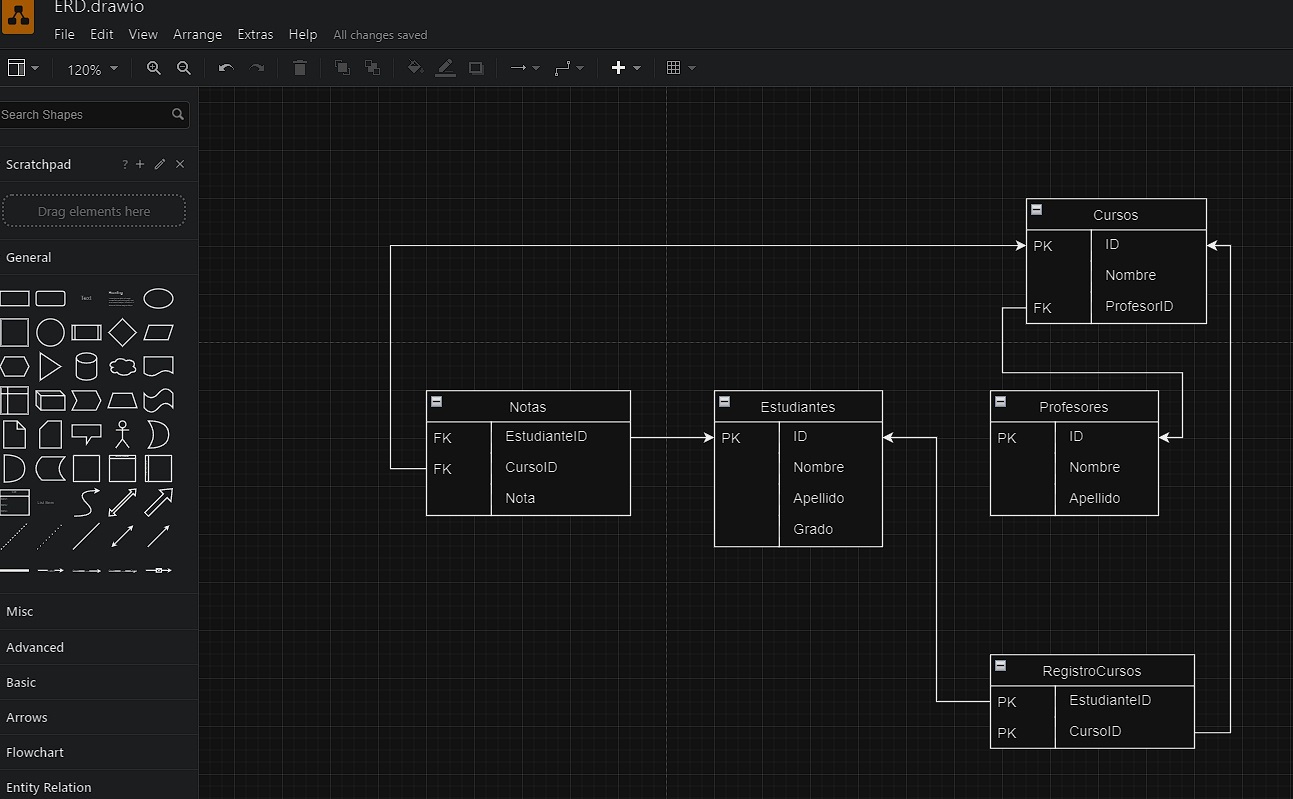 ERD.drawio
File Edit View Arrange Extras Help All changes saved
120%
Search Shapes
Scratchpad ? + ×
Drag elements here
General
Text
Heading
Misc
Advanced
Basic
Arrows
Flowchart
Entity Relation
Cursos
PK ID
Nombre
FK ProfesorID
Notas
FK EstudianteID
FK CursoID
Nota
Estudiantes
PK ID
Nombre
Apellido
Grado
Profesores
PK ID
Nombre
Apellido
RegistroCursos
PK EstudianteID
PK CursoID